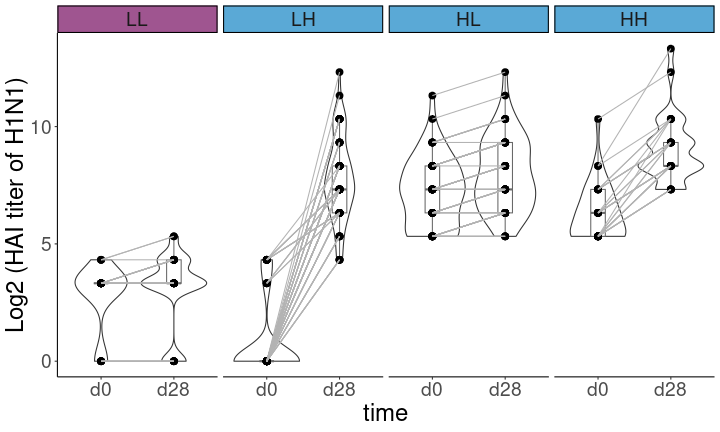 LL LH HL HH
Log2 (HAI titer of H1N1)
10
5
0
d0 d28 d0 d28 d0 d28 d0 d28
time